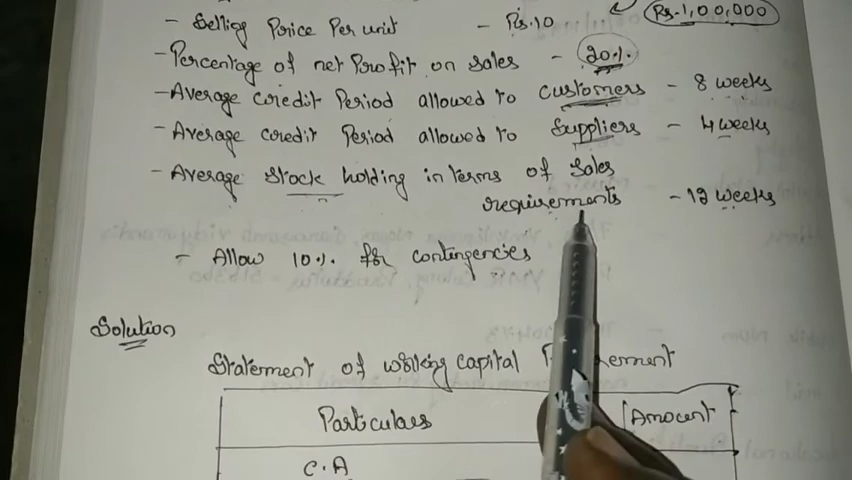 - Selling Price Per unit - Rs.10
Rs.1,00,000
- Percentage of net Profit on Sales - 20%.
- Average credit Period allowed to customers - 8 weeks
- Average credit Period allowed to Suppliers - 4 weeks
- Average stock holding in terms of Sales
requirements - 12 weeks
- Allow 10%. for contingencies
Solution
Statement of working capital
Particulars Amount
C.A